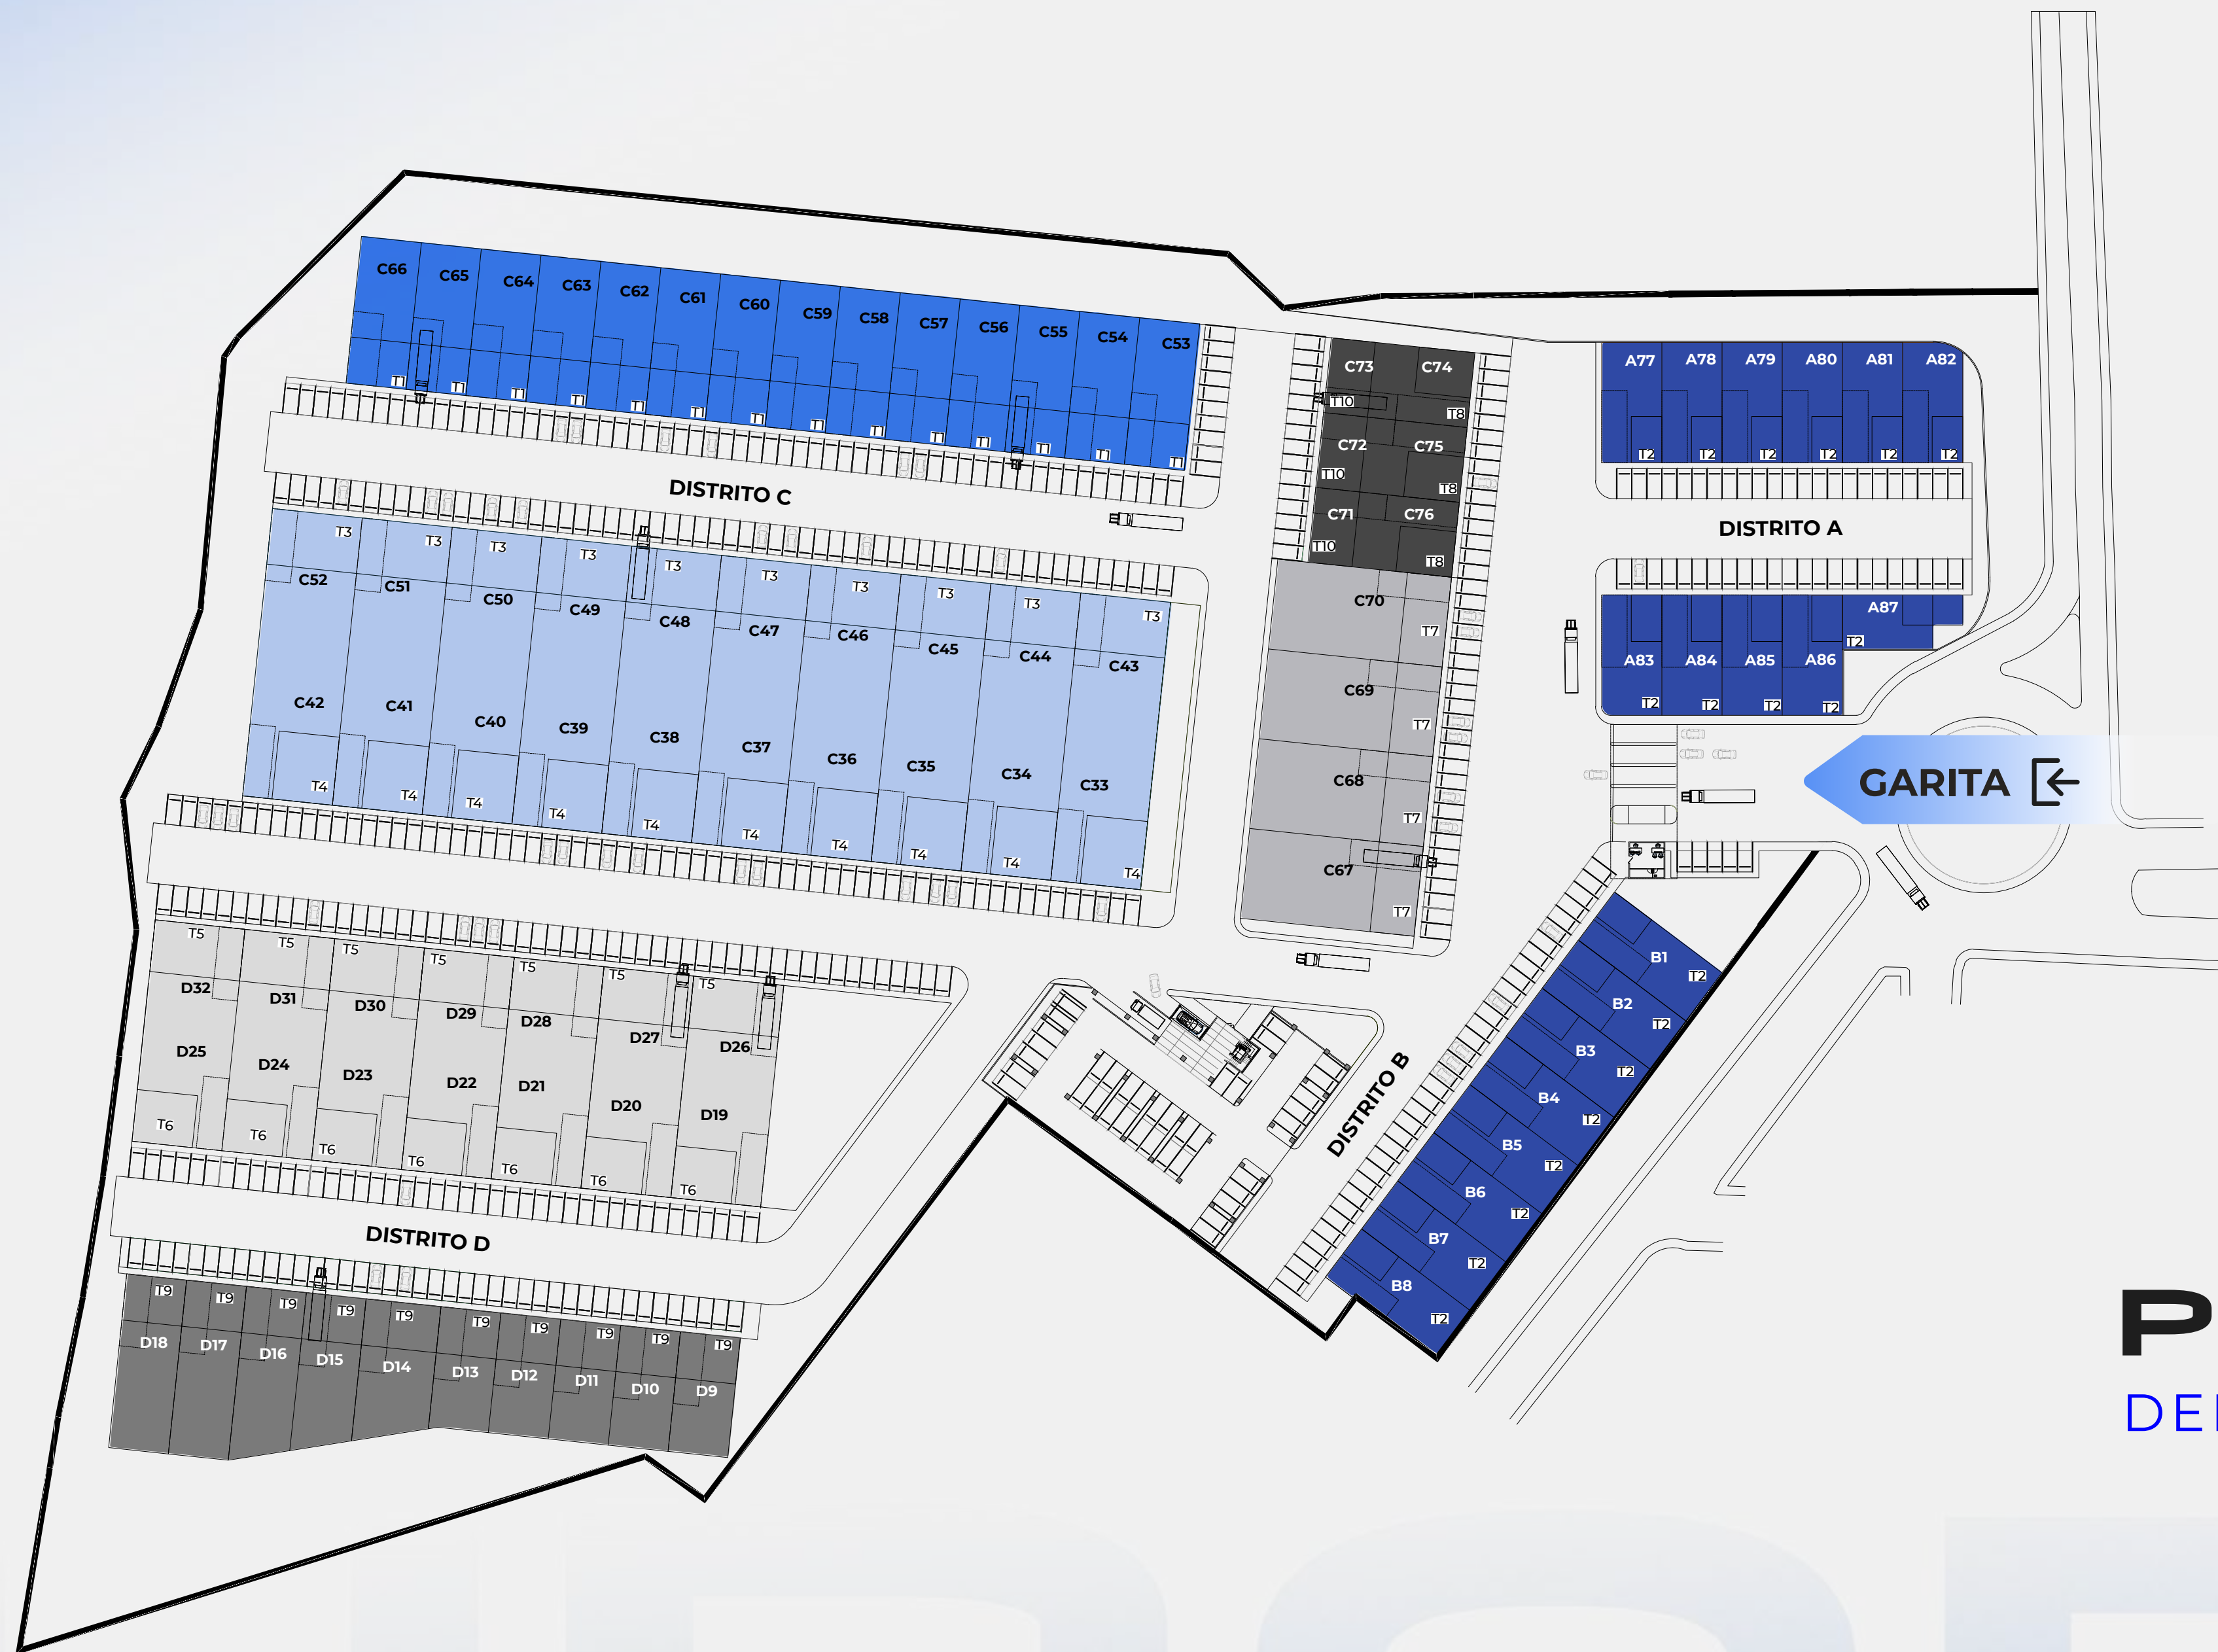 C66 C65 C64 C63 C62 C61 C60 C59 C58 C57 C56 C55 C54 C53
T1 T1 T1 T1 T1 T1 T1 T1 T1 T1 T1 T1 T1 T1
DISTRITO C
T3 T3 T3 T3 T3 T3 T3 T3 T3 T3
C52 C51 C50 C49 C48 C47 C46 C45 C44 C43
C42 C41 C40 C39 C38 C37 C36 C35 C34 C33
T4 T4 T4 T4 T4 T4 T4 T4 T4 T4
C73 C74
T10 T8
C72 C75
T10 T8
C71 C76
T10 T8
C70
T7
C69
T7
C68
T7
C67
T7
A77 A78 A79 A80 A81 A82
T2 T2 T2 T2 T2 T2
DISTRITO A
A87
T2
A83 A84 A85 A86
T2 T2 T2 T2
GARITA
T5 T5 T5 T5 T5 T5 T5
D32 D31 D30 D29 D28 D27 D26
D25 D24 D23 D22 D21 D20 D19
T6 T6 T6 T6 T6 T6 T6
DISTRITO D
T9 T9 T9 T9 T9 T9 T9 T9 T9 T9
D18 D17 D16 D15 D14 D13 D12 D11 D10 D9
DISTRITO B
B1
T2
B2
T2
B3
T2
B4
T2
B5
T2
B6
T2
B7
T2
B8
T2
P